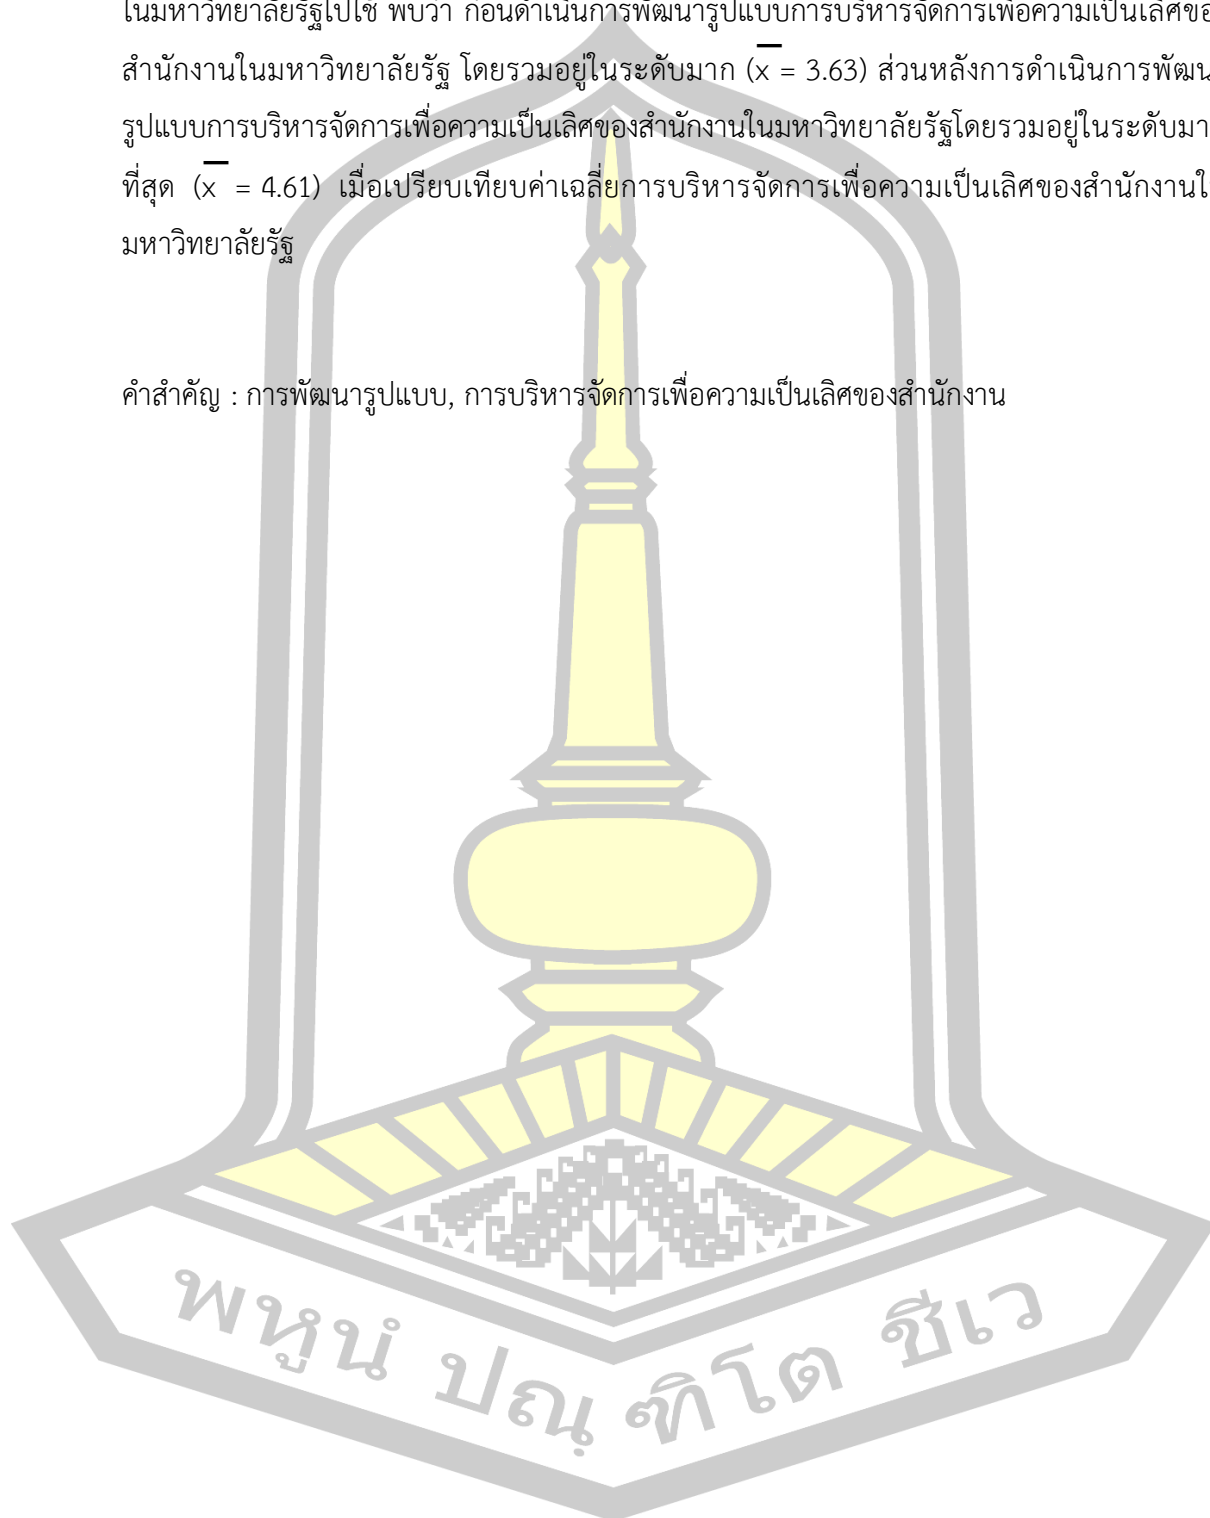 ในมหาวิทยาลัยรัฐไปใช้ พบว่า ก่อนดำเนินการพัฒนารูปแบบการบริหารจัดการเพื่อความเป็นเลิศขอ
สำนักงานในมหาวิทยาลัยรัฐ โดยรวมอยู่ในระดับมาก (x̅ = 3.63) ส่วนหลังการดำเนินการพัฒน
รูปแบบการบริหารจัดการเพื่อความเป็นเลิศของสำนักงานในมหาวิทยาลัยรัฐโดยรวมอยู่ในระดับมา
ที่สุด (x̅ = 4.61) เมื่อเปรียบเทียบค่าเฉลี่ยการบริหารจัดการเพื่อความเป็นเลิศของสำนักงานใ
มหาวิทยาลัยรัฐ
คำสำคัญ : การพัฒนารูปแบบ, การบริหารจัดการเพื่อความเป็นเลิศของสำนักงาน
พหูนํ ปณฺฑิโต ชีเว